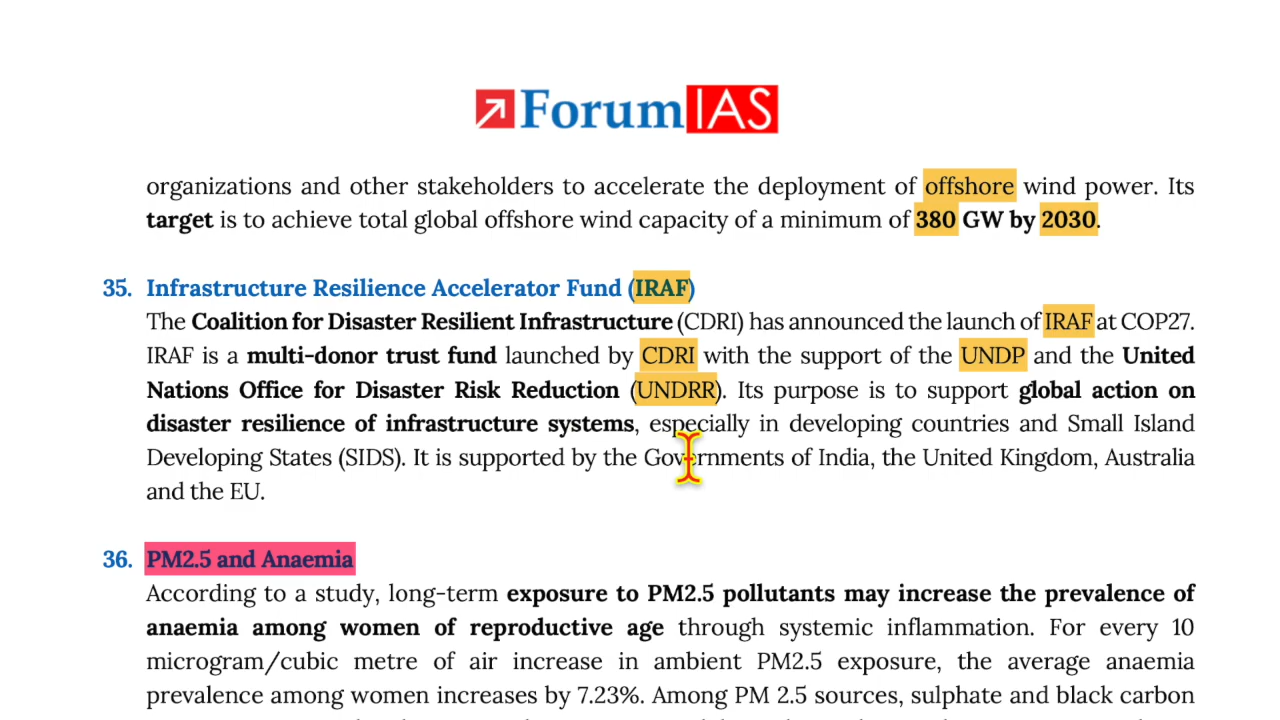 ForumIAS
organizations and other stakeholders to accelerate the deployment of offshore wind power. Its
target is to achieve total global offshore wind capacity of a minimum of 380 GW by 2030.
35. Infrastructure Resilience Accelerator Fund (IRAF)
The Coalition for Disaster Resilient Infrastructure (CDRI) has announced the launch of IRAF at COP27.
IRAF is a multi-donor trust fund launched by CDRI with the support of the UNDP and the United
Nations Office for Disaster Risk Reduction (UNDRR). Its purpose is to support global action on
disaster resilience of infrastructure systems, especially in developing countries and Small Island
Developing States (SIDS). It is supported by the Governments of India, the United Kingdom, Australia
and the EU.
36. PM2.5 and Anaemia
According to a study, long-term exposure to PM2.5 pollutants may increase the prevalence of
anaemia among women of reproductive age through systemic inflammation. For every 10
microgram/cubic metre of air increase in ambient PM2.5 exposure, the average anaemia
prevalence among women increases by 7.23%. Among PM 2.5 sources, sulphate and black carbon